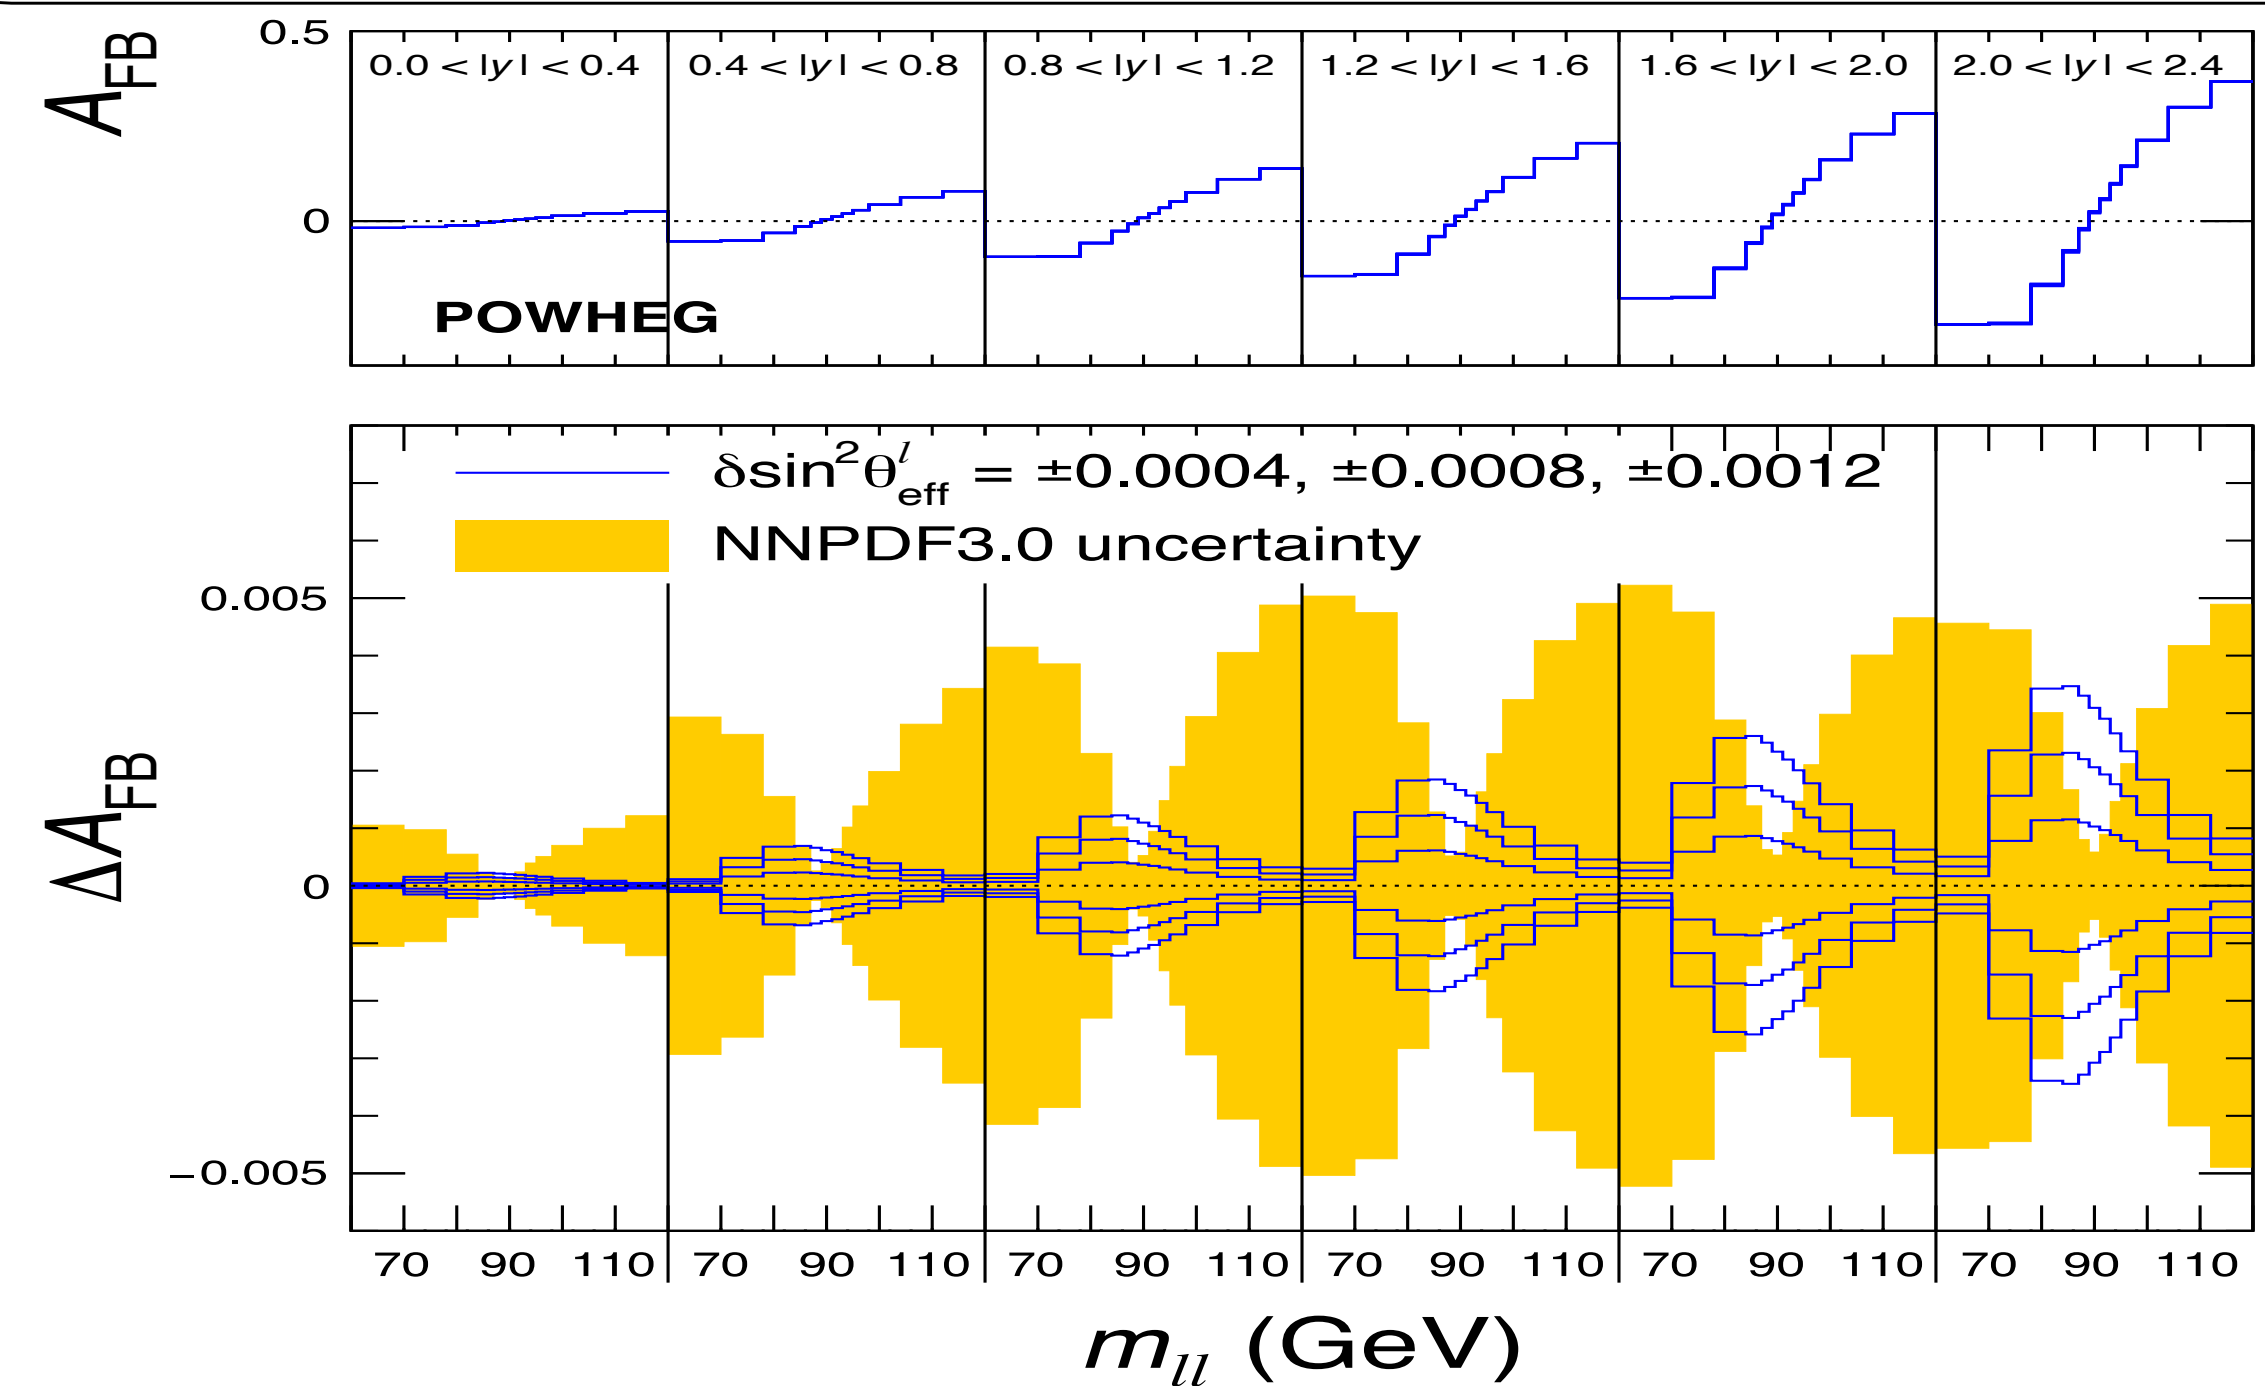 A_FB
0.5
0.0 < |y| < 0.4 0.4 < |y| < 0.8 0.8 < |y| < 1.2 1.2 < |y| < 1.6 1.6 < |y| < 2.0 2.0 < |y| < 2.4
0
POWHEG
δsin²θ^l_eff = ±0.0004, ±0.0008, ±0.0012
NNPDF3.0 uncertainty
0.005
ΔA_FB
0
−0.005
70 90 110 70 90 110 70 90 110 70 90 110 70 90 110 70 90 110
m_ll (GeV)